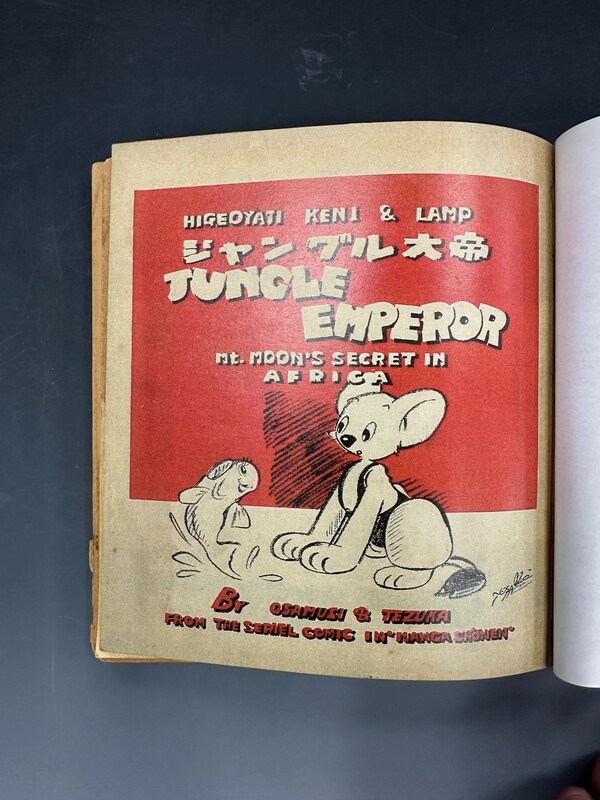 HIGEOYATI KENI & LAMP
ジャングル大帝
JUNGLE
EMPEROR
Mt. MOON'S SECRET IN
AFRICA
BY OSAMUSI & TEZUKA
FROM THE SERIEL COMIC IN "MANGA SHŌNEN"